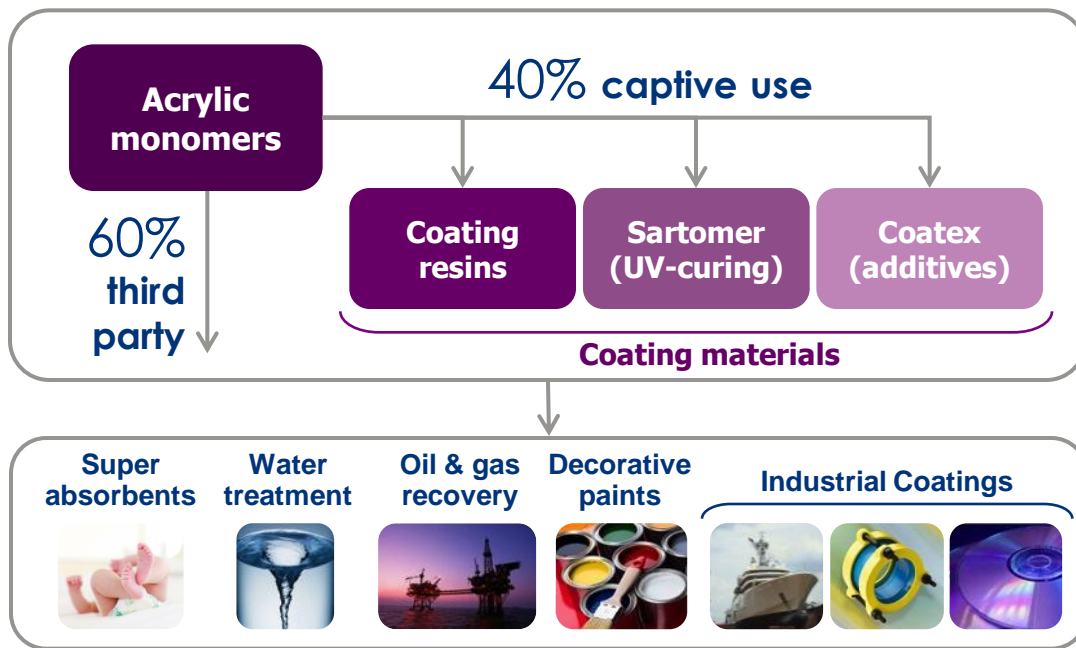 Acrylic
monomers
40% captive use
60%
third
party
Coating
resins
Sartomer
(UV-curing)
Coatex
(additives)
Coating materials
Super
absorbents
Water
treatment
Oil & gas
recovery
Decorative
paints
Industrial Coatings